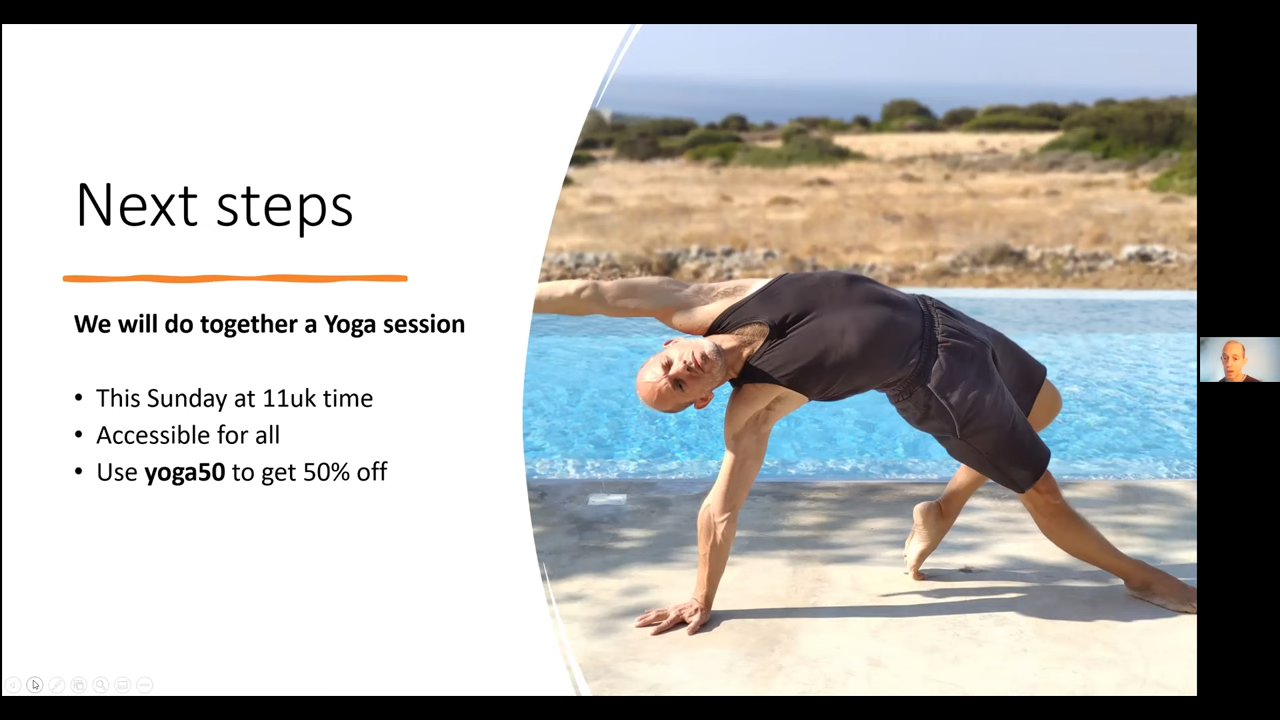 Next steps
We will do together a Yoga session
• This Sunday at 11uk time
• Accessible for all
• Use yoga50 to get 50% off